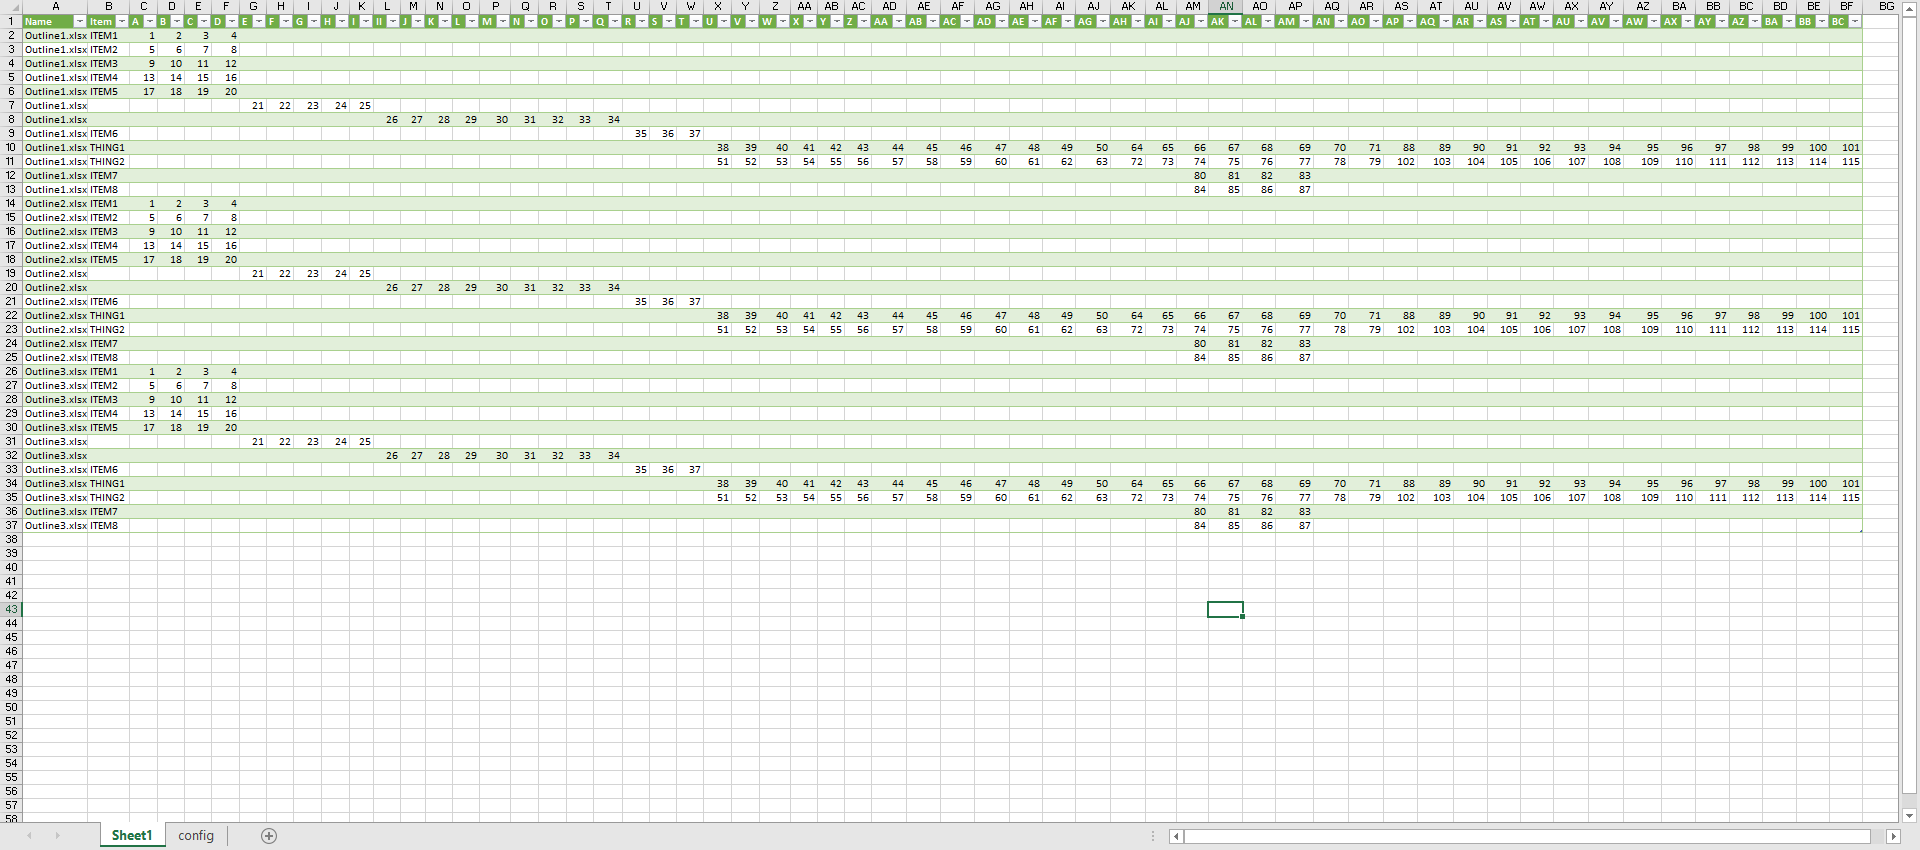 A B C D E F G H I J K L M N O P Q R S T U V W X Y Z AA AB AC AD AE AF AG AH AI AJ AK AL AM AN AO AP AQ AR AS AT AU AV AW AX AY AZ BA BB BC BD BE BF BG
1 Name Item A B C D E F G H I II J K L M N O P Q R S T U V W X Y Z AA AB AC AD AE AF AG AH AI AJ AK AL AM AN AO AP AQ AR AS AT AU AV AW AX AY AZ BA BB BC
2 Outline1.xlsx ITEM1 1 2 3 4
3 Outline1.xlsx ITEM2 5 6 7 8
4 Outline1.xlsx ITEM3 9 10 11 12
5 Outline1.xlsx ITEM4 13 14 15 16
6 Outline1.xlsx ITEM5 17 18 19 20
7 Outline1.xlsx 21 22 23 24 25
8 Outline1.xlsx 26 27 28 29 30 31 32 33 34
9 Outline1.xlsx ITEM6 35 36 37
10 Outline1.xlsx THING1 38 39 40 41 42 43 44 45 46 47 48 49 50 64 65 66 67 68 69 70 71 88 89 90 91 92 93 94 95 96 97 98 99 100 101
11 Outline1.xlsx THING2 51 52 53 54 55 56 57 58 59 60 61 62 63 72 73 74 75 76 77 78 79 102 103 104 105 106 107 108 109 110 111 112 113 114 115
12 Outline1.xlsx ITEM7 80 81 82 83
13 Outline1.xlsx ITEM8 84 85 86 87
14 Outline2.xlsx ITEM1 1 2 3 4
15 Outline2.xlsx ITEM2 5 6 7 8
16 Outline2.xlsx ITEM3 9 10 11 12
17 Outline2.xlsx ITEM4 13 14 15 16
18 Outline2.xlsx ITEM5 17 18 19 20
19 Outline2.xlsx 21 22 23 24 25
20 Outline2.xlsx 26 27 28 29 30 31 32 33 34
21 Outline2.xlsx ITEM6 35 36 37
22 Outline2.xlsx THING1 38 39 40 41 42 43 44 45 46 47 48 49 50 64 65 66 67 68 69 70 71 88 89 90 91 92 93 94 95 96 97 98 99 100 101
23 Outline2.xlsx THING2 51 52 53 54 55 56 57 58 59 60 61 62 63 72 73 74 75 76 77 78 79 102 103 104 105 106 107 108 109 110 111 112 113 114 115
24 Outline2.xlsx ITEM7 80 81 82 83
25 Outline2.xlsx ITEM8 84 85 86 87
26 Outline3.xlsx ITEM1 1 2 3 4
27 Outline3.xlsx ITEM2 5 6 7 8
28 Outline3.xlsx ITEM3 9 10 11 12
29 Outline3.xlsx ITEM4 13 14 15 16
30 Outline3.xlsx ITEM5 17 18 19 20
31 Outline3.xlsx 21 22 23 24 25
32 Outline3.xlsx 26 27 28 29 30 31 32 33 34
33 Outline3.xlsx ITEM6 35 36 37
34 Outline3.xlsx THING1 38 39 40 41 42 43 44 45 46 47 48 49 50 64 65 66 67 68 69 70 71 88 89 90 91 92 93 94 95 96 97 98 99 100 101
35 Outline3.xlsx THING2 51 52 53 54 55 56 57 58 59 60 61 62 63 72 73 74 75 76 77 78 79 102 103 104 105 106 107 108 109 110 111 112 113 114 115
36 Outline3.xlsx ITEM7 80 81 82 83
37 Outline3.xlsx ITEM8 84 85 86 87
38
39
40
41
42
43
44
45
46
47
48
49
50
51
52
53
54
55
56
57
58
Sheet1 config